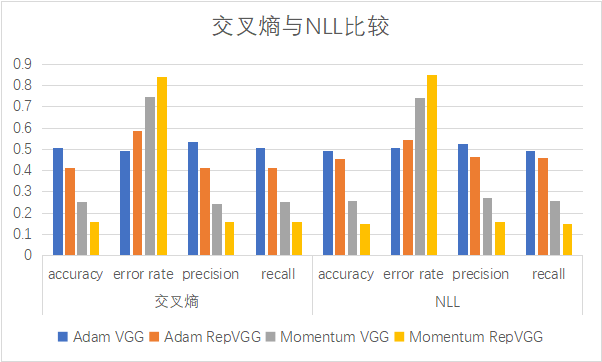 交叉熵与NLL比较
0.9
0.8
0.7
0.6
0.5
0.4
0.3
0.2
0.1
0
accuracy error rate precision recall accuracy error rate precision recall
交叉熵 NLL
Adam VGG Adam RepVGG Momentum VGG Momentum RepVGG